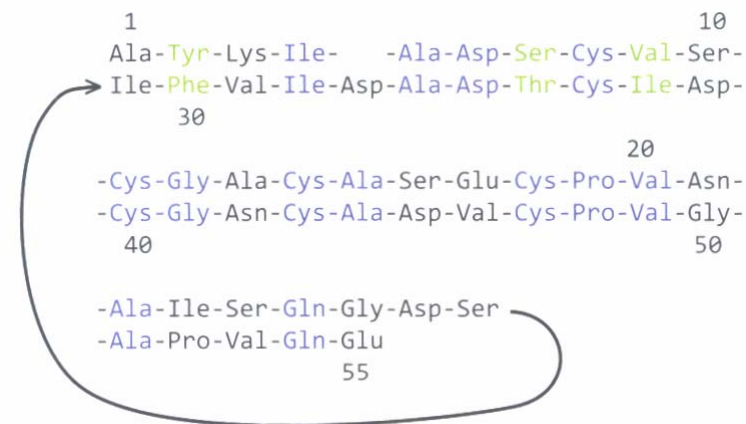 1 10
Ala-Tyr-Lys-Ile- -Ala-Asp-Ser-Cys-Val-Ser-
Ile-Phe-Val-Ile-Asp-Ala-Asp-Thr-Cys-Ile-Asp-
30
20
-Cys-Gly-Ala-Cys-Ala-Ser-Glu-Cys-Pro-Val-Asn-
-Cys-Gly-Asn-Cys-Ala-Asp-Val-Cys-Pro-Val-Gly-
40 50
-Ala-Ile-Ser-Gln-Gly-Asp-Ser
-Ala-Pro-Val-Gln-Glu
55